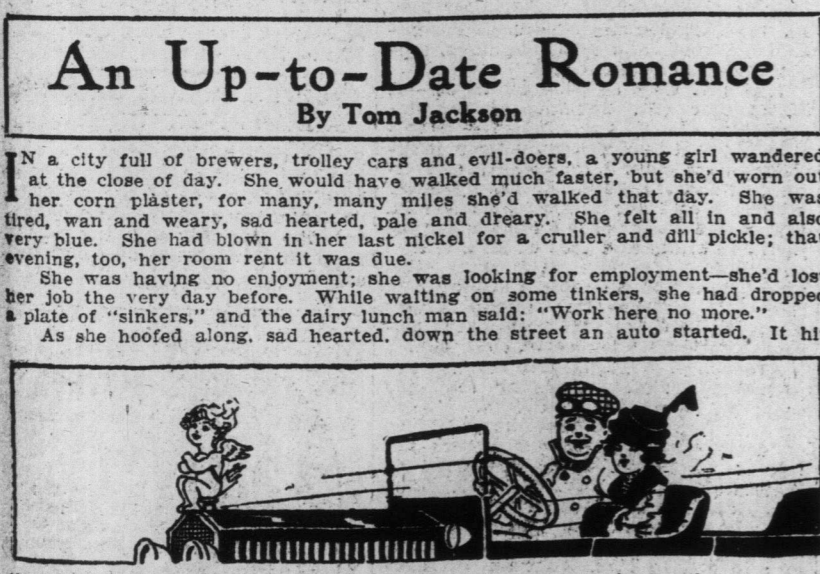 An Up-to-Date Romance
By Tom Jackson
IN a city full of brewers, trolley cars and evil-doers, a young girl wandered
at the close of day. She would have walked much faster, but she'd worn out
her corn plaster, for many, many miles she'd walked that day. She was
tired, wan and weary, sad hearted, pale and dreary. She felt all in and also
very blue. She had blown in her last nickel for a cruller and dill pickle; that
evening, too, her room rent it was due.
She was having no enjoyment; she was looking for employment—she'd lost
her job the very day before. While waiting on some tinkers, she had dropped
a plate of "sinkers," and the dairy lunch man said: "Work here no more."
As she hoofed along, sad hearted, down the street an auto started. It hi